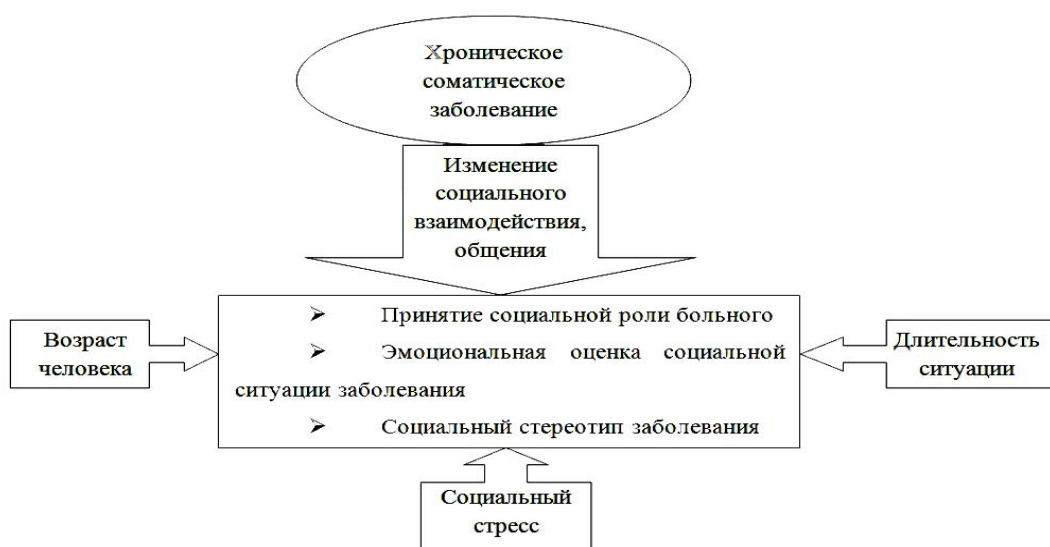 Хроническое
соматическое
заболевание
Изменение
социального
взаимодействия,
общения
Возраст
человека
➢ Принятие социальной роли больного
➢ Эмоциональная оценка социальной
ситуации заболевания
➢ Социальный стереотип заболевания
Длительность
ситуации
Социальный
стресс